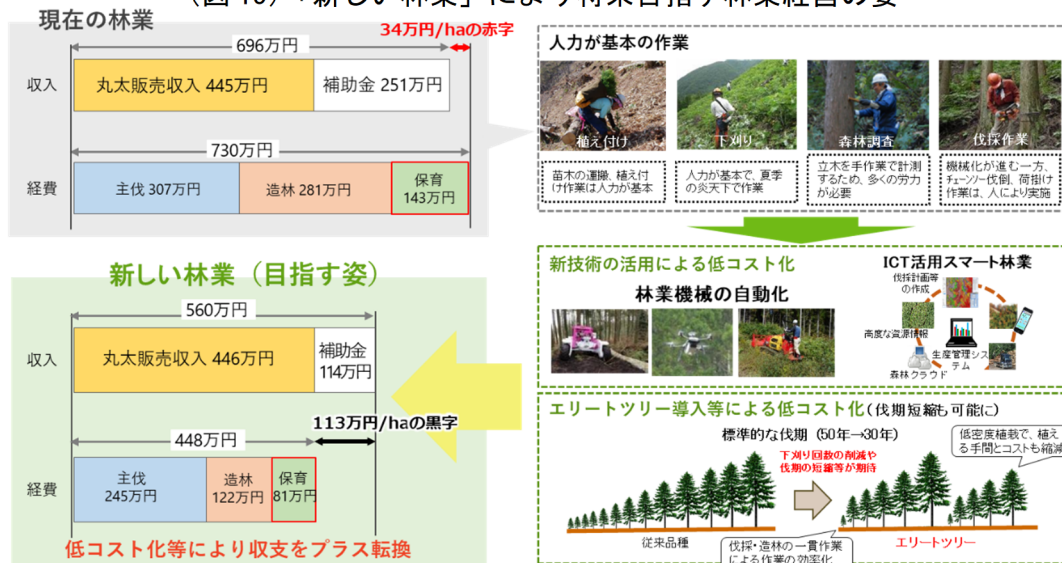 現在の林業
34万円/haの赤字
696万円
収入
丸太販売収入 445万円
補助金 251万円
730万円
経費
主伐 307万円
造林 281万円
保育
143万円
人力が基本の作業
植え付け
下刈り
森林調査
伐採作業
苗木の運搬、植え付
け作業は人力が基本
人力が基本で、夏季
の炎天下で作業
立木を手作業で計測
するため、多くの労力
が必要
機械化が進む一方、
チェーンソー伐倒、荷掛け
作業は、人により実施
新しい林業（目指す姿）
560万円
収入
丸太販売収入 446万円
補助金
114万円
113万円/haの黒字
448万円
経費
主伐
245万円
造林
122万円
保育
81万円
低コスト化等により収支をプラス転換
新技術の活用による低コスト化
林業機械の自動化
ICT活用スマート林業
伐採計画等
の作成
高度な資源情報
生産管理シス
テム
森林クラウド
エリートツリー導入等による低コスト化（伐期短縮も可能に）
標準的な伐期（50年→30年）
下刈り回数の削減や
伐期の短縮等が期待
低密度植栽で、植え
る手間とコストも縮減
従来品種
エリートツリー
伐採・造林の一貫作業
による作業の効率化